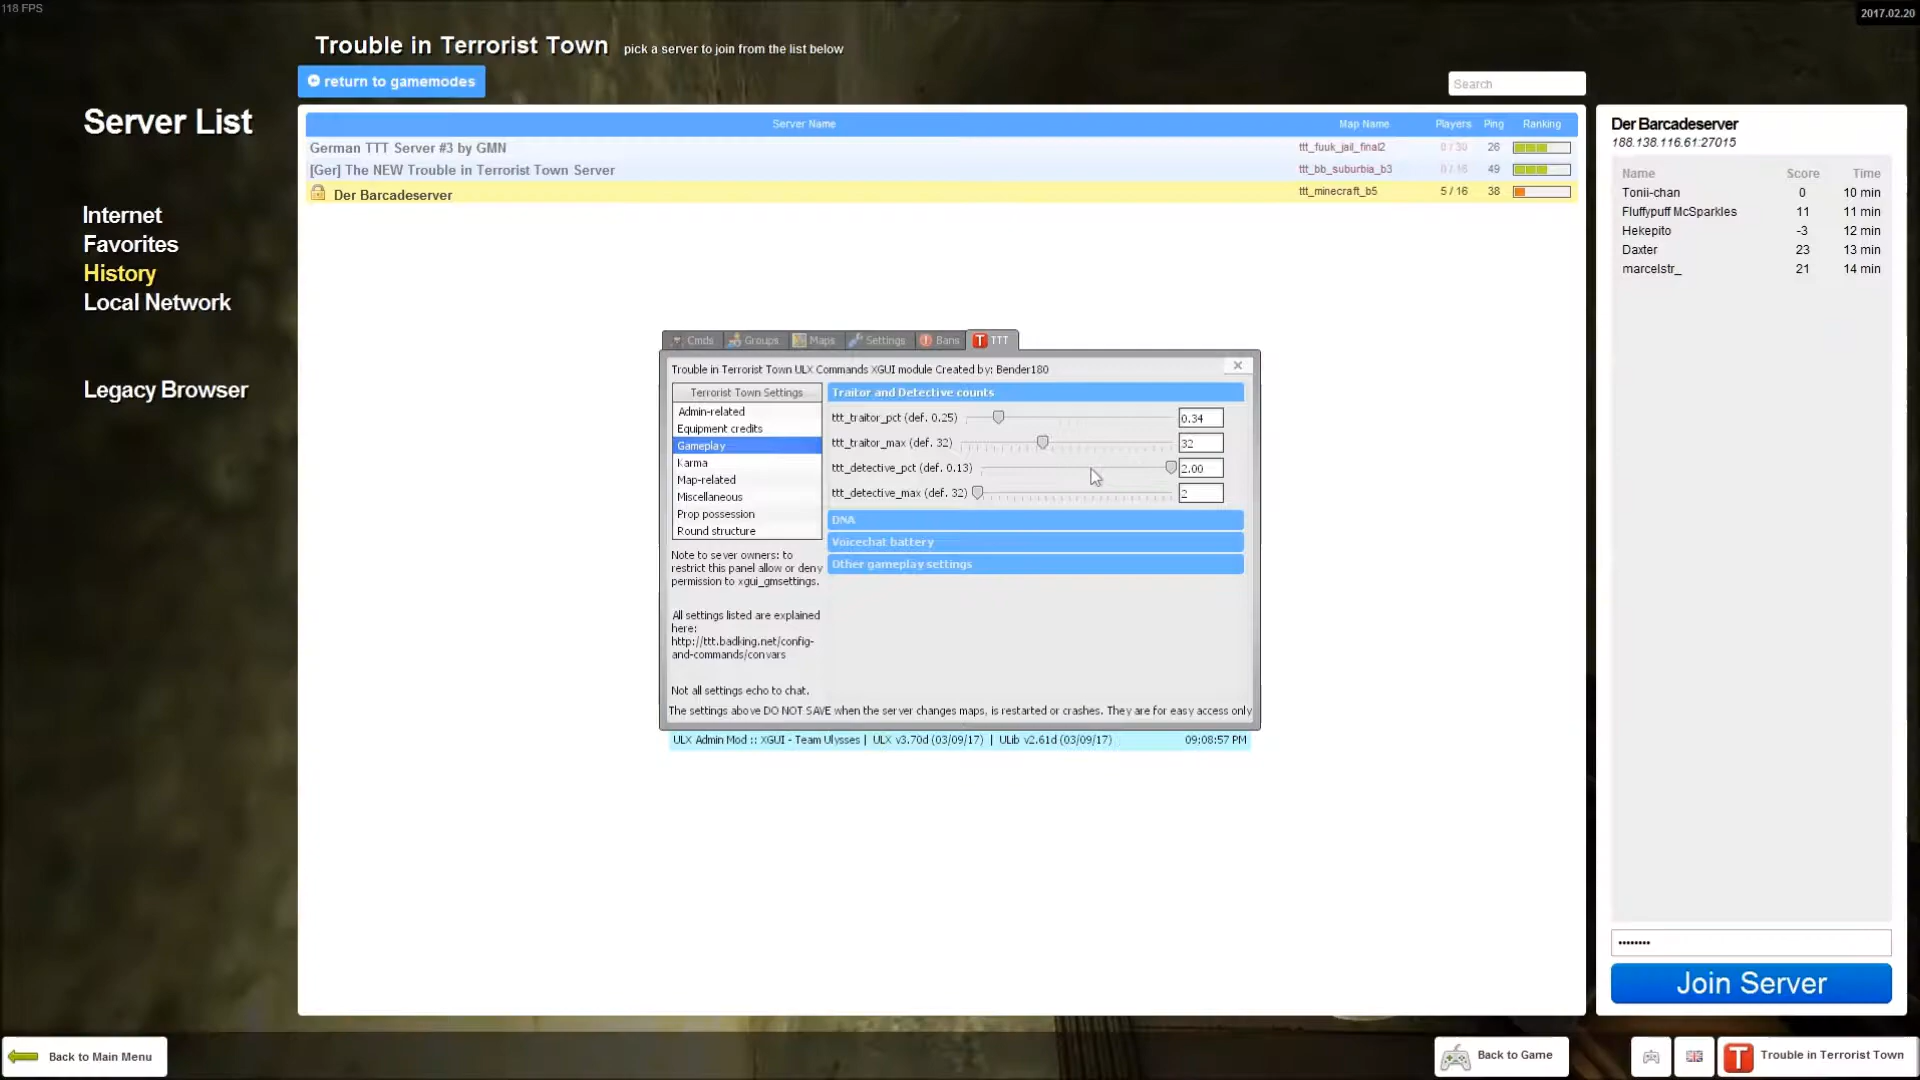 118 FPS
2017.02.20
Trouble in Terrorist Town pick a server to join from the list below
return to gamemodes
Search
Server List
Internet
Favorites
History
Local Network
Legacy Browser
Server Name Map Name Players Ping Ranking
German TTT Server #3 by GMN ttt_fuuk_jail_final2 0 / 30 26
[Ger] The NEW Trouble in Terrorist Town Server ttt_bb_suburbia_b3 0 / 16 49
Der Barcadeserver ttt_minecraft_b5 5 / 16 38
Der Barcadeserver
188.138.116.61:27015
Name Score Time
Tonii-chan 0 10 min
Fluffypuff McSparkles 11 11 min
Hekepito -3 12 min
Daxter 23 13 min
marcelstr_ 21 14 min
••••••••
Join Server
Cmds Groups Maps Settings Bans TTT
Trouble in Terrorist Town ULX Commands XGUI module Created by: Bender180
Terrorist Town Settings
Admin-related
Equipment credits
Gameplay
Karma
Map-related
Miscellaneous
Prop possession
Round structure
Note to sever owners: to
restrict this panel allow or deny
permission to xgui_gmsettings.
All settings listed are explained
here:
http://ttt.badking.net/config-
and-commands/convars
Not all settings echo to chat.
Traitor and Detective counts
ttt_traitor_pct (def. 0.25) 0.34
ttt_traitor_max (def. 32) 32
ttt_detective_pct (def. 0.13) 2.00
ttt_detective_max (def. 32) 2
DNA
Voicechat battery
Other gameplay settings
The settings above DO NOT SAVE when the server changes maps, is restarted or crashes. They are for easy access only
ULX Admin Mod :: XGUI - Team Ulysses | ULX v3.70d (03/09/17) | ULib v2.61d (03/09/17) 09:08:57 PM
Back to Main Menu
Back to Game
T Trouble in Terrorist Town